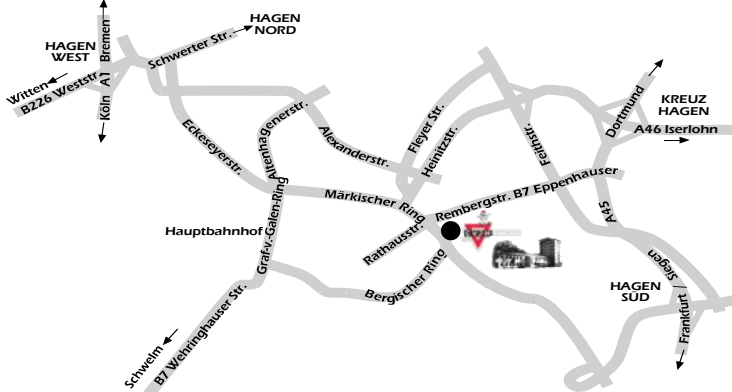 HAGEN
NORD
HAGEN
WEST
Bremen
A1
Köln
Schwerter Str.
Witten
B226 Weststr.
KREUZ
HAGEN
Dortmund
A46 Iserlohn
Eckeseyerstr.
Altenhagenerstr.
Alexanderstr.
Fleyer Str.
Heinitzstr.
Feithstr.
Märkischer Ring
Rembergstr. B7 Eppenhauser
A45
Hauptbahnhof
Graf-v.-Galen-Ring
Rathausstr.
Bergischer Ring
Siegen
HAGEN
SÜD
Frankfurt
Schwelm
B7 Wehringhauser Str.